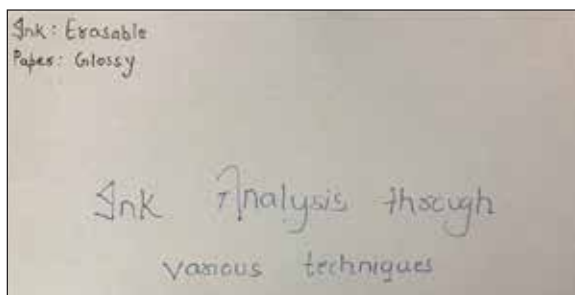 Ink: Erasable
Paper: Glossy
Ink Analysis through
various techniques